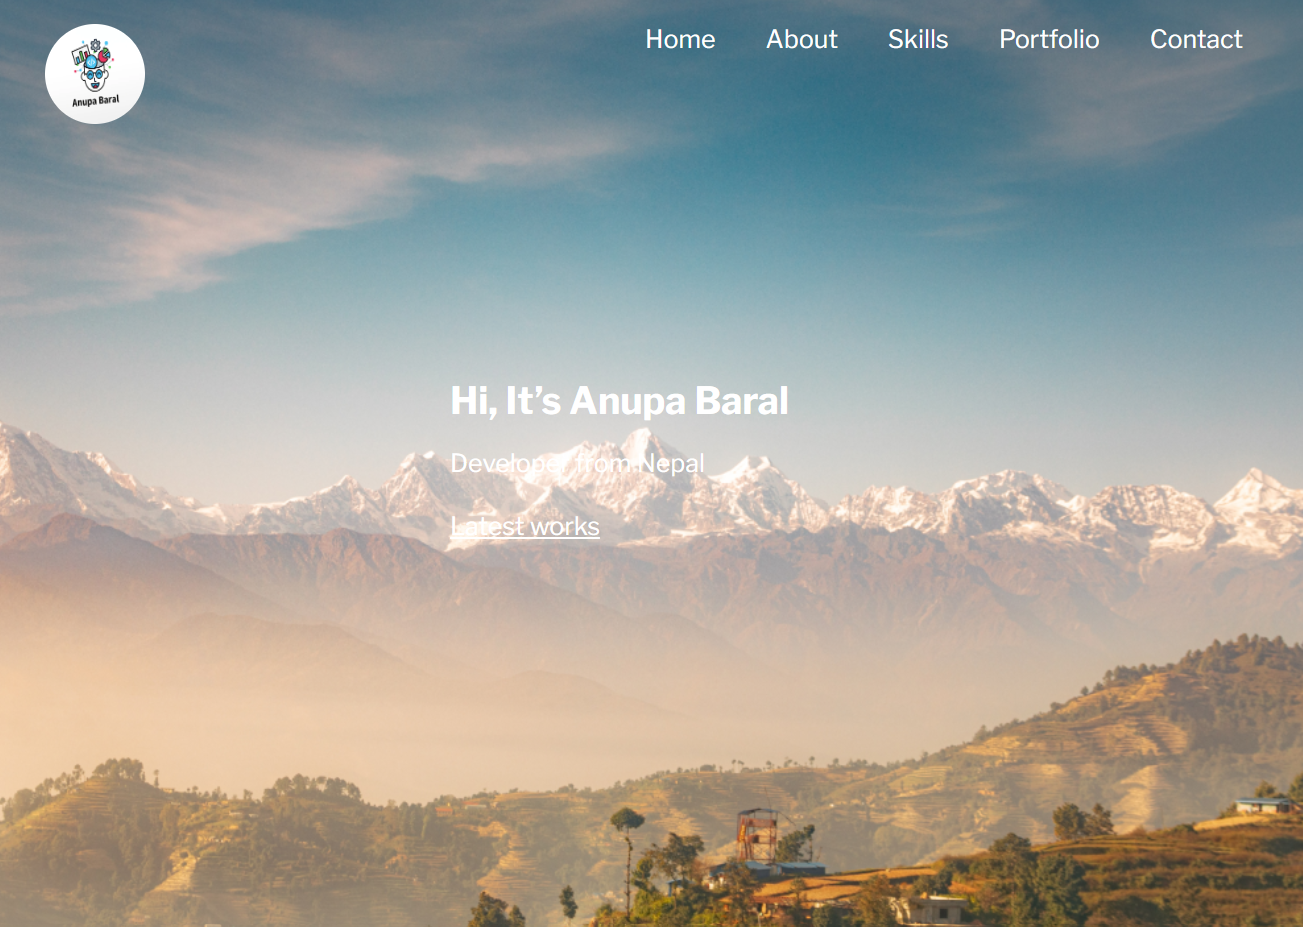 Anupa Baral
Home
About
Skills
Portfolio
Contact
Hi, It’s Anupa Baral
Developer from Nepal
Latest works